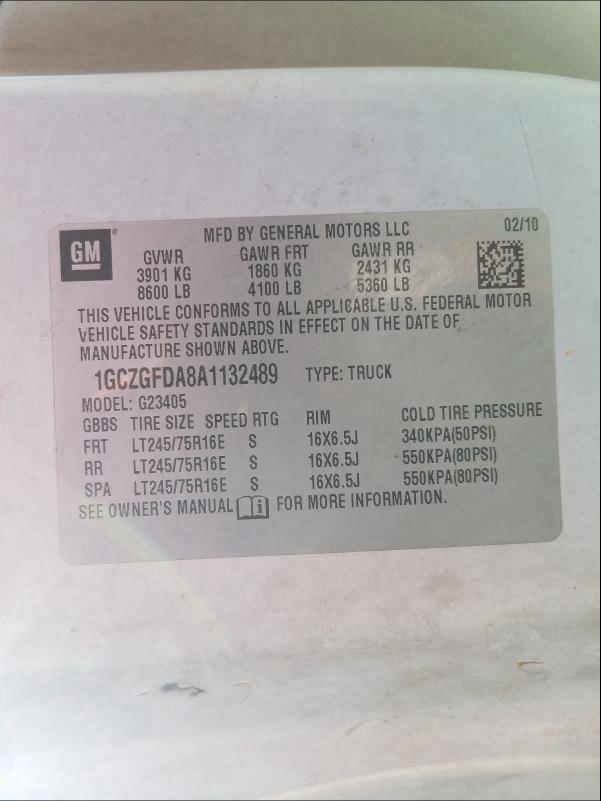 GM® MFD BY GENERAL MOTORS LLC 02/10
GVWR GAWR FRT GAWR RR
3901 KG 1860 KG 2431 KG
8600 LB 4100 LB 5360 LB
THIS VEHICLE CONFORMS TO ALL APPLICABLE U.S. FEDERAL MOTOR
VEHICLE SAFETY STANDARDS IN EFFECT ON THE DATE OF
MANUFACTURE SHOWN ABOVE.
1GCZGFDA8A1132489 TYPE: TRUCK
MODEL: G23405
GBBS TIRE SIZE SPEED RTG RIM COLD TIRE PRESSURE
FRT LT245/75R16E S 16X6.5J 340KPA(50PSI)
RR LT245/75R16E S 16X6.5J 550KPA(80PSI)
SPA LT245/75R16E S 16X6.5J 550KPA(80PSI)
SEE OWNER'S MANUAL i FOR MORE INFORMATION.